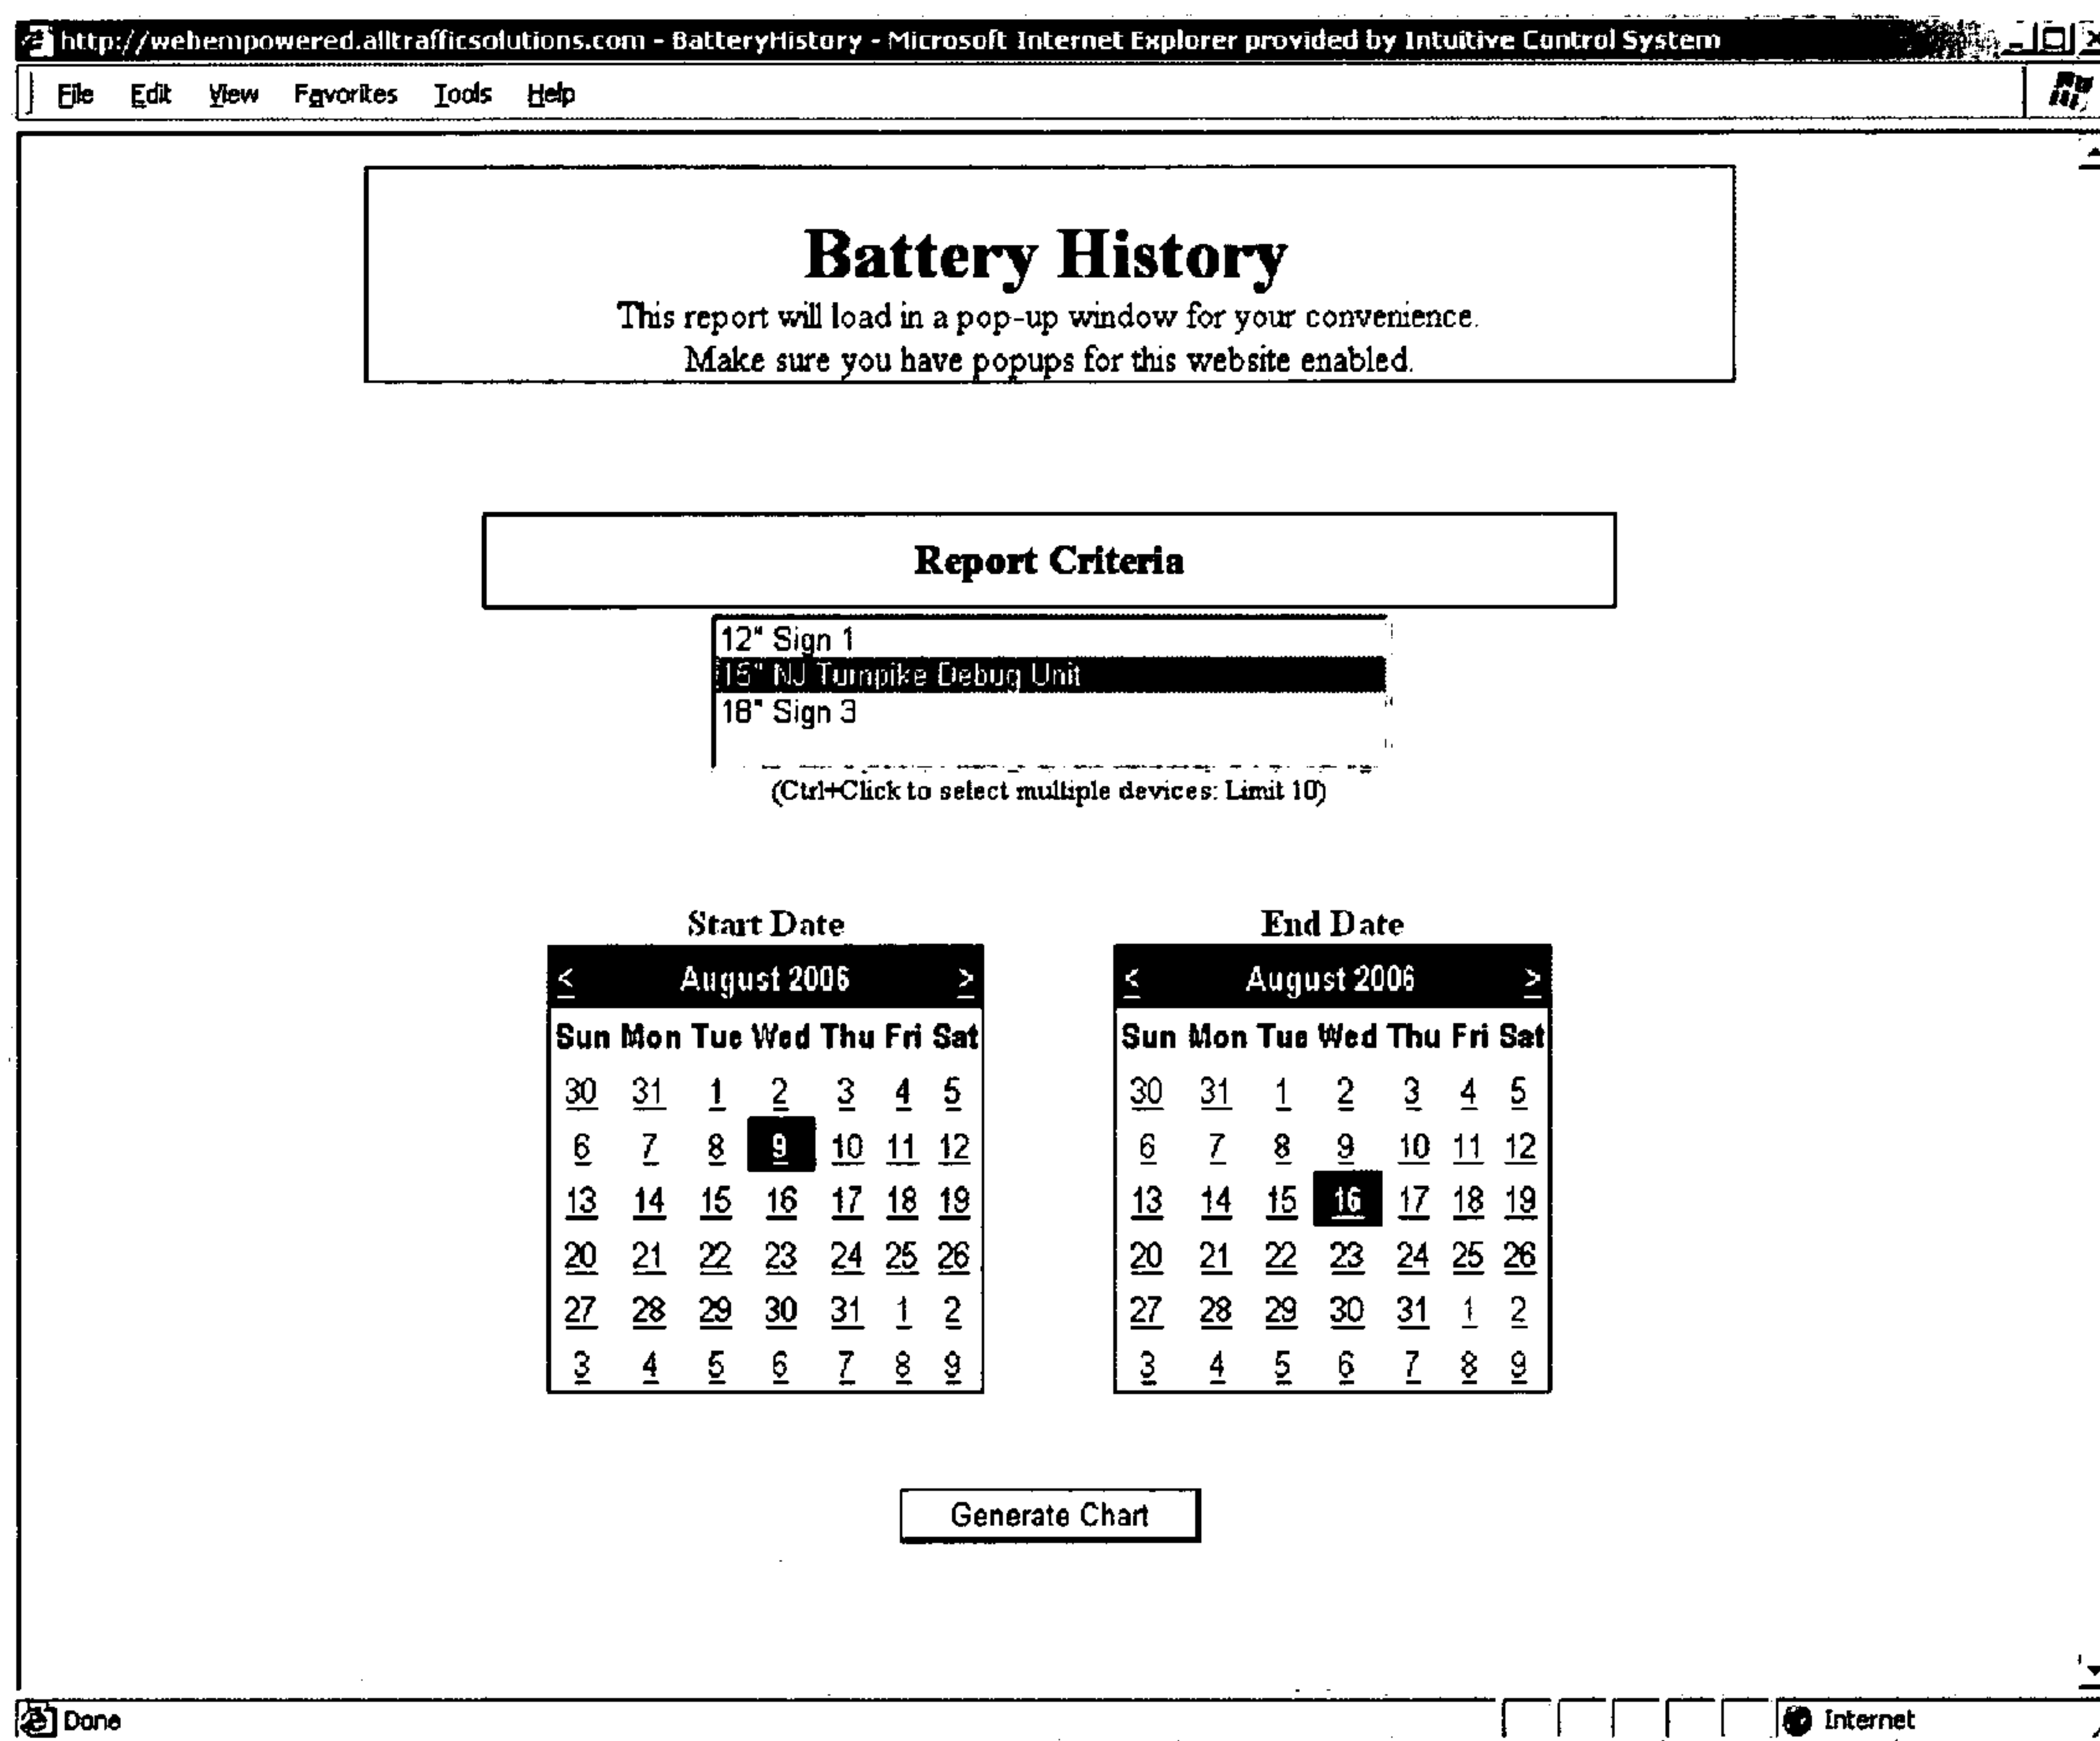 http://webempowered.alltrafficsolutions.com - BatteryHistory - Microsoft Internet Explorer provided by Intuitive Control System
File Edit View Favorites Tools Help
Battery History
This report will load in a pop-up window for your convenience.
Make sure you have popups for this website enabled.
Report Criteria
12" Sign 1
15" NJ Turnpike Debug Unit
18" Sign 3
(Ctrl+Click to select multiple devices: Limit 10)
Start Date End Date
< August 2006 > < August 2006 >
Sun Mon Tue Wed Thu Fri Sat Sun Mon Tue Wed Thu Fri Sat
30 31 1 2 3 4 5 30 31 1 2 3 4 5
6 7 8 9 10 11 12 6 7 8 9 10 11 12
13 14 15 16 17 18 19 13 14 15 16 17 18 19
20 21 22 23 24 25 26 20 21 22 23 24 25 26
27 28 29 30 31 1 2 27 28 29 30 31 1 2
3 4 5 6 7 8 9 3 4 5 6 7 8 9
Generate Chart
Done Internet